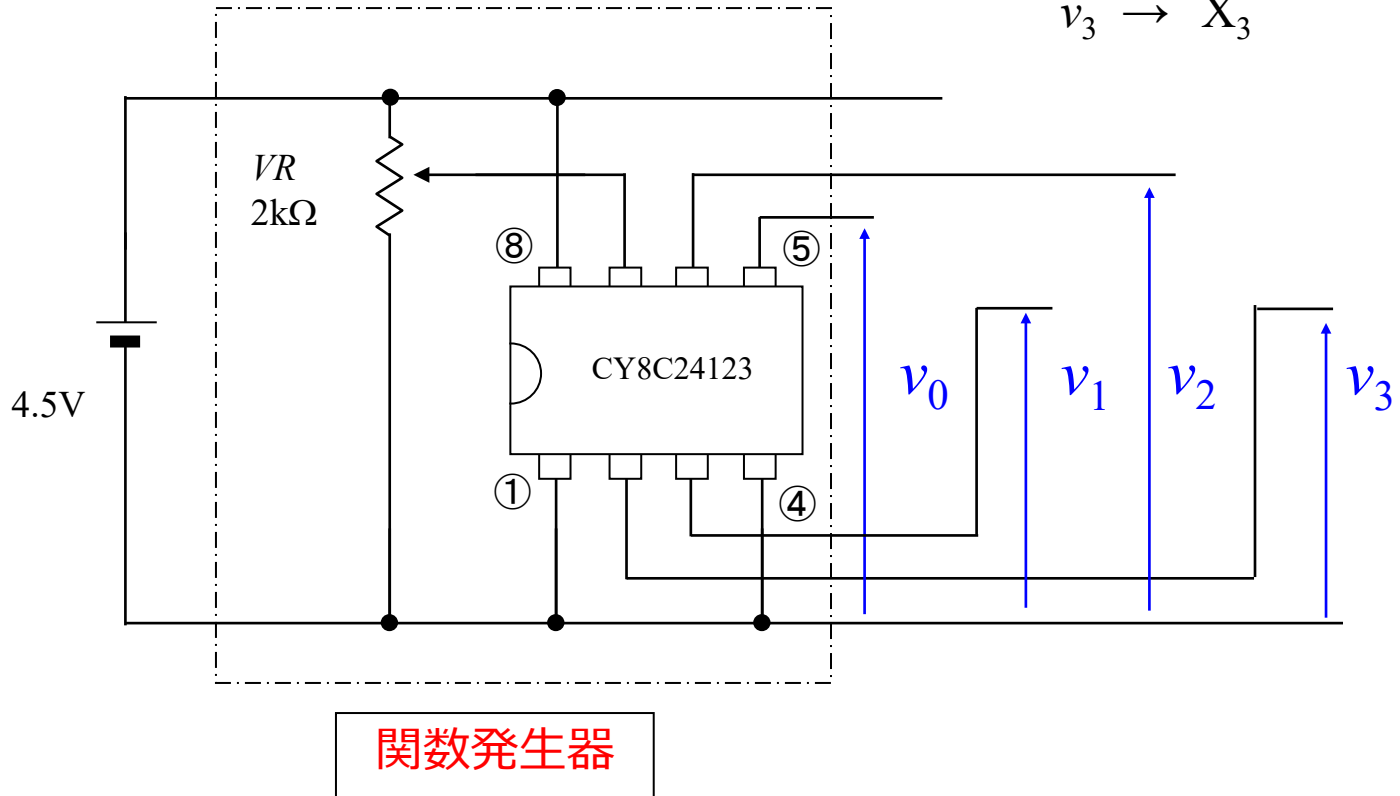 v₃ → X₃
VR
2kΩ
⑧
⑤
CY8C24123
4.5V
v₀
v₁
v₂
v₃
①
④
関数発生器